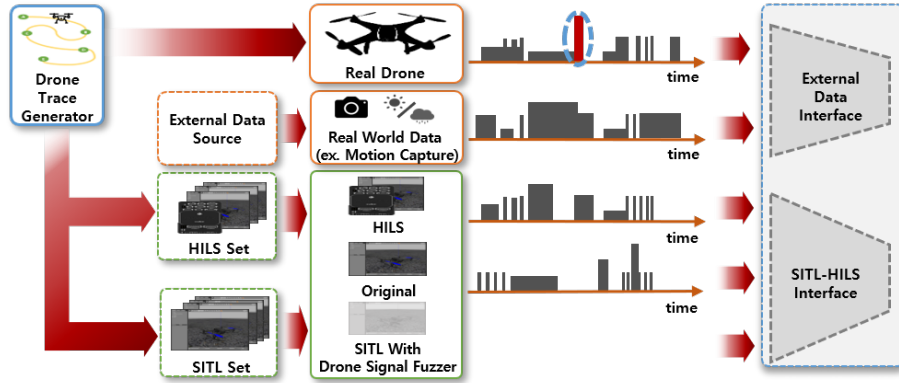 Drone
Trace
Generator
Real Drone
time
External Data
Source
Real World Data
(ex. Motion Capture)
time
External
Data
Interface
HILS Set
HILS
time
Original
time
SITL-HILS
Interface
SITL Set
SITL With
Drone Signal Fuzzer